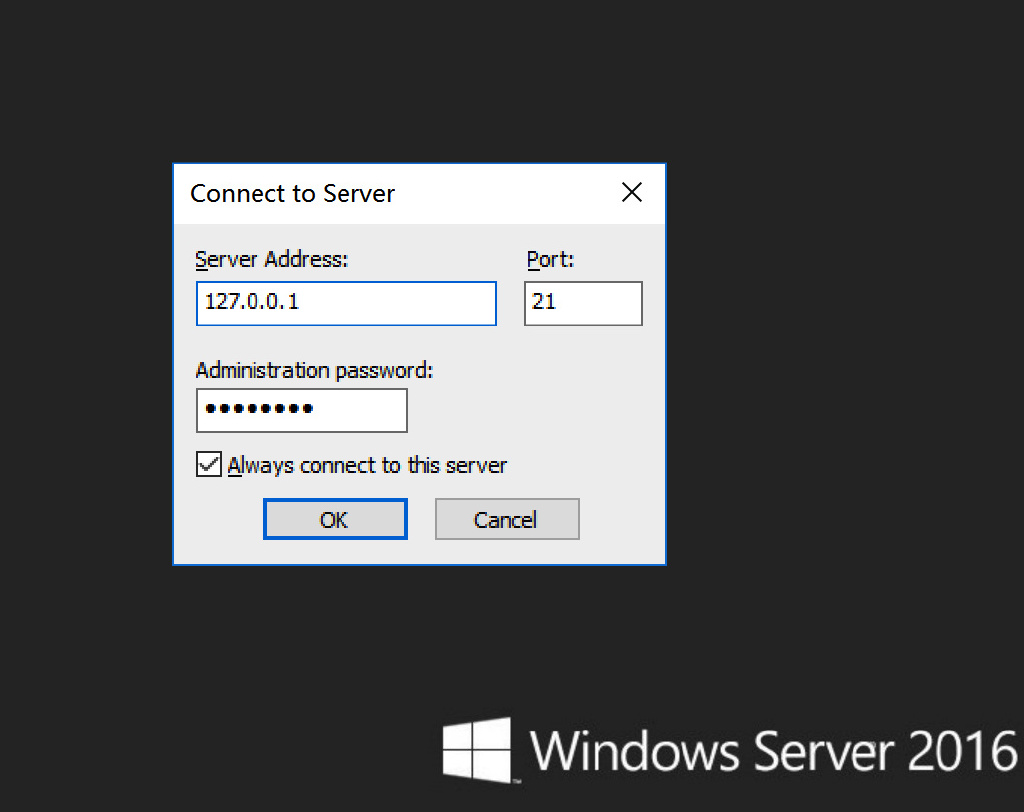 Connect to Server
Server Address: Port:
127.0.0.1 21
Administration password:
••••••••
Always connect to this server
OK Cancel
Windows Server 2016